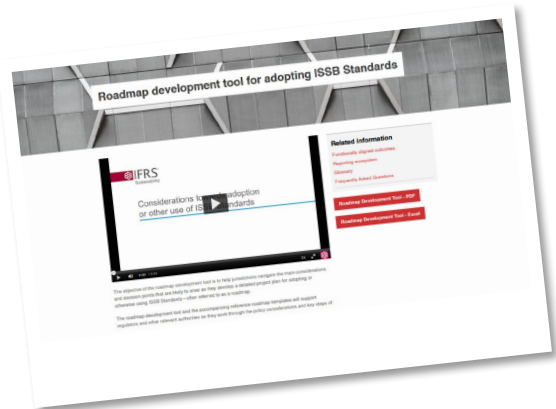 Roadmap development tool for adopting ISSB Standards
IFRS
Sustainability
Considerations toward adoption
or other use of ISSB Standards
Related information
Functionally aligned outcomes
Reporting ecosystem
Glossary
Frequently Asked Questions
Roadmap Development Tool - PDF
Roadmap Development Tool - Excel
The objective of the roadmap development tool is to help jurisdictions navigate the main considerations
and decision points that are likely to arise as they develop a detailed project plan for adopting or
otherwise using ISSB Standards—often referred to as a roadmap.
The roadmap development tool and the accompanying reference roadmap templates will support
regulators and other relevant authorities as they work through the policy considerations and key steps of